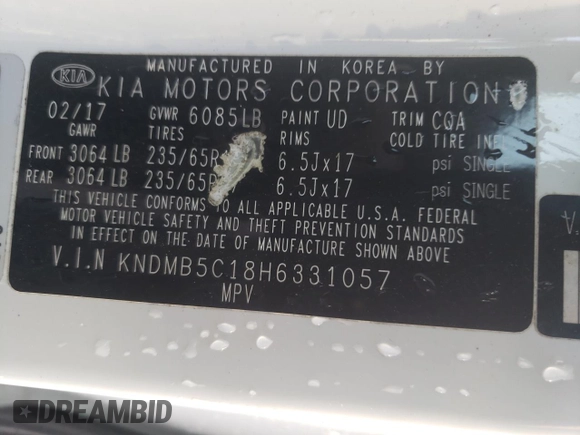 KIA
MANUFACTURED IN KOREA BY
KIA MOTORS CORPORATION
02/17 GVWR 6085LB PAINT UD TRIM CQA
GAWR TIRES RIMS COLD TIRE INFL
FRONT 3064 LB 235/65R 6.5Jx17 psi SINGLE
REAR 3064 LB 235/65R 6.5Jx17 psi SINGLE
THIS VEHICLE CONFORMS TO ALL APPLICABLE U.S.A. FEDERAL
MOTOR VEHICLE SAFETY AND THEFT PREVENTION STANDARDS
IN EFFECT ON THE DATE OF MANUFACTURE SHOWN ABOVE
V.I.N KNDMB5C18H6331057
MPV
DREAMBID